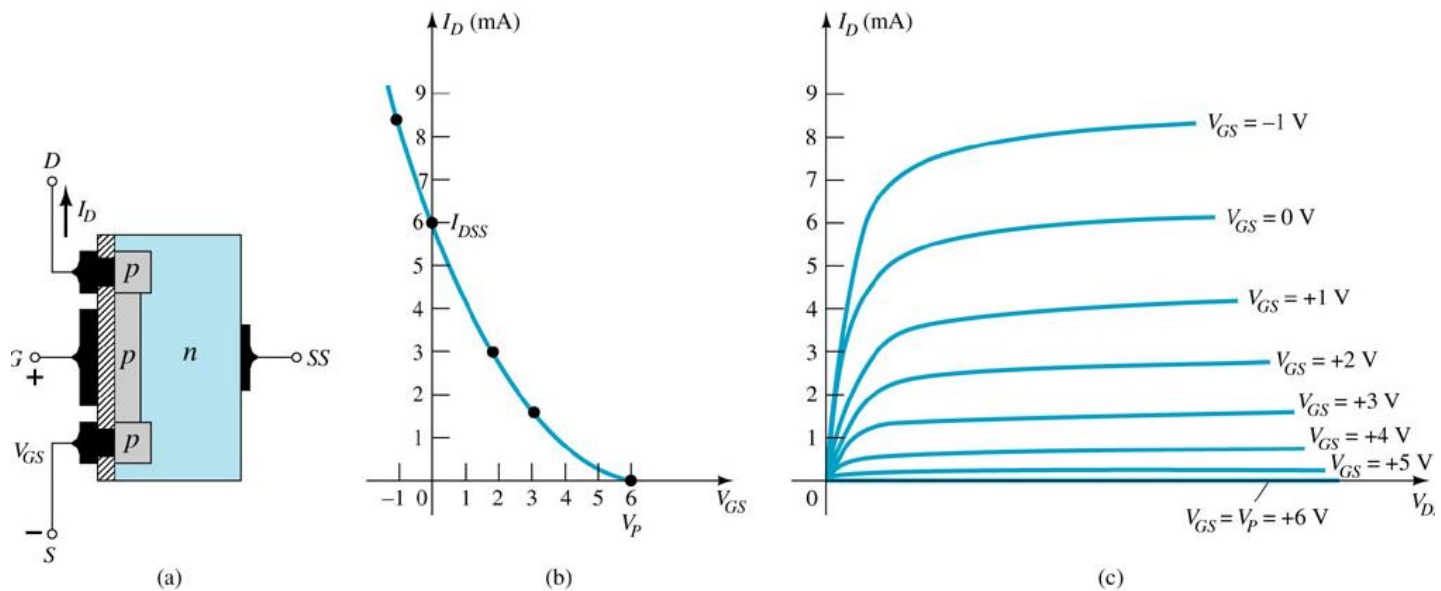 D
I_D
p
p
n
p
G
+
SS
V_GS
–
S
(a)
I_D (mA)
9
8
7
6
I_DSS
5
4
3
2
1
–1 0 1 2 3 4 5 6
V_GS
V_P
(b)
I_D (mA)
9
8
7
6
5
4
3
2
1
0
V_GS = –1 V
V_GS = 0 V
V_GS = +1 V
V_GS = +2 V
V_GS = +3 V
V_GS = +4 V
V_GS = +5 V
V_D
V_GS = V_P = +6 V
(c)